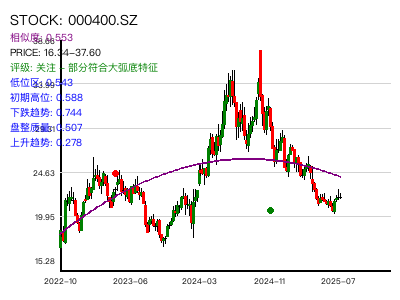 STOCK: 000400.SZ
相似度: 0.553
PRICE: 16.34-37.60
评级: 关注 - 部分符合大弧底特征
低位区: 0.543
初期高位: 0.588
下跌趋势: 0.744
盘整质量: 0.507
上升趋势: 0.278
24.63
19.95
15.28
2022-10
2023-06
2024-03
2024-11
2025-07